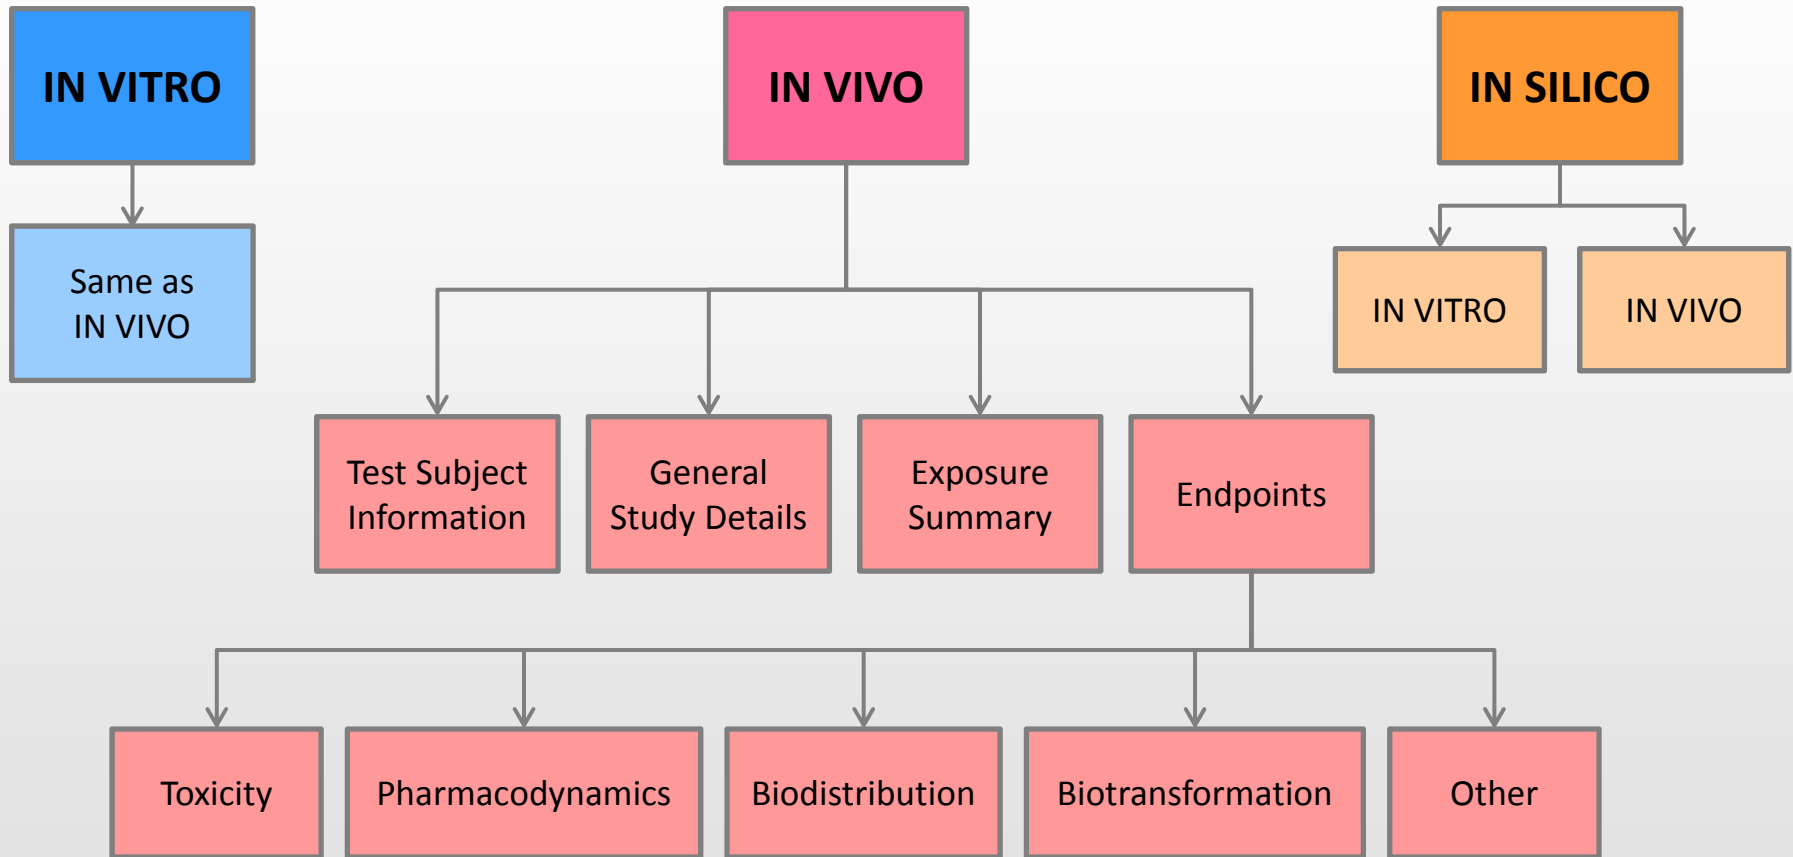 IN VITRO
IN VIVO
IN SILICO
Same as
IN VIVO
IN VITRO
IN VIVO
Test Subject
Information
General
Study Details
Exposure
Summary
Endpoints
Toxicity
Pharmacodynamics
Biodistribution
Biotransformation
Other